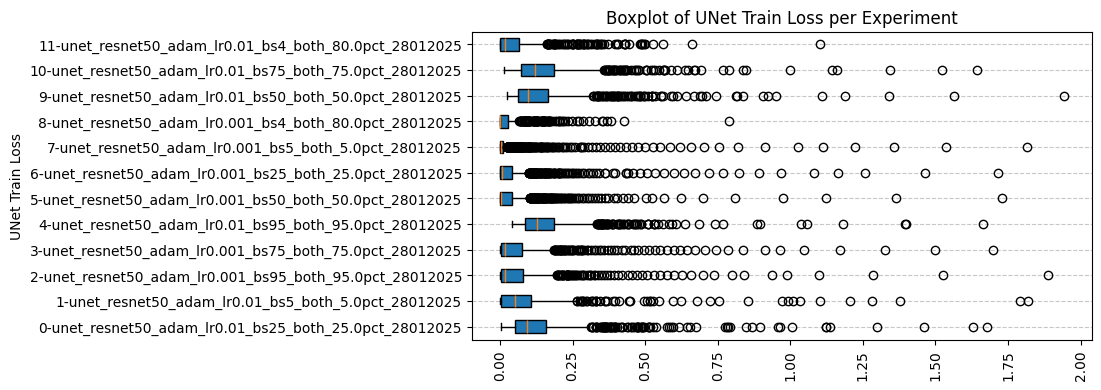 Boxplot of UNet Train Loss per Experiment
UNet Train Loss
11-unet_resnet50_adam_lr0.01_bs4_both_80.0pct_28012025
10-unet_resnet50_adam_lr0.01_bs75_both_75.0pct_28012025
9-unet_resnet50_adam_lr0.01_bs50_both_50.0pct_28012025
8-unet_resnet50_adam_lr0.001_bs4_both_80.0pct_28012025
7-unet_resnet50_adam_lr0.001_bs5_both_5.0pct_28012025
6-unet_resnet50_adam_lr0.001_bs25_both_25.0pct_28012025
5-unet_resnet50_adam_lr0.001_bs50_both_50.0pct_28012025
4-unet_resnet50_adam_lr0.01_bs95_both_95.0pct_28012025
3-unet_resnet50_adam_lr0.001_bs75_both_75.0pct_28012025
2-unet_resnet50_adam_lr0.001_bs95_both_95.0pct_28012025
1-unet_resnet50_adam_lr0.01_bs5_both_5.0pct_28012025
0-unet_resnet50_adam_lr0.01_bs25_both_25.0pct_28012025
0.00
0.25
0.50
0.75
1.00
1.25
1.50
1.75
2.00